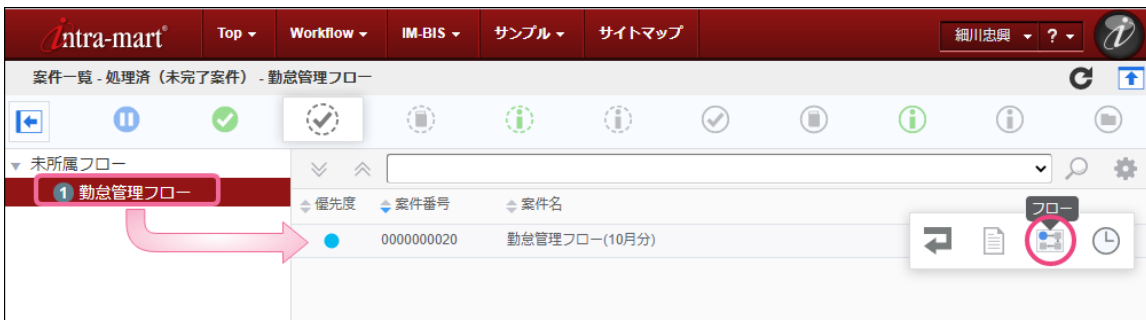 intra-mart® Top Workflow IM-BIS サンプル サイトマップ 細川忠興 ?
案件一覧 - 処理済（未完了案件） - 勤怠管理フロー
未所属フロー
1 勤怠管理フロー
優先度 案件番号 案件名
フロー
0000000020 勤怠管理フロー(10月分)